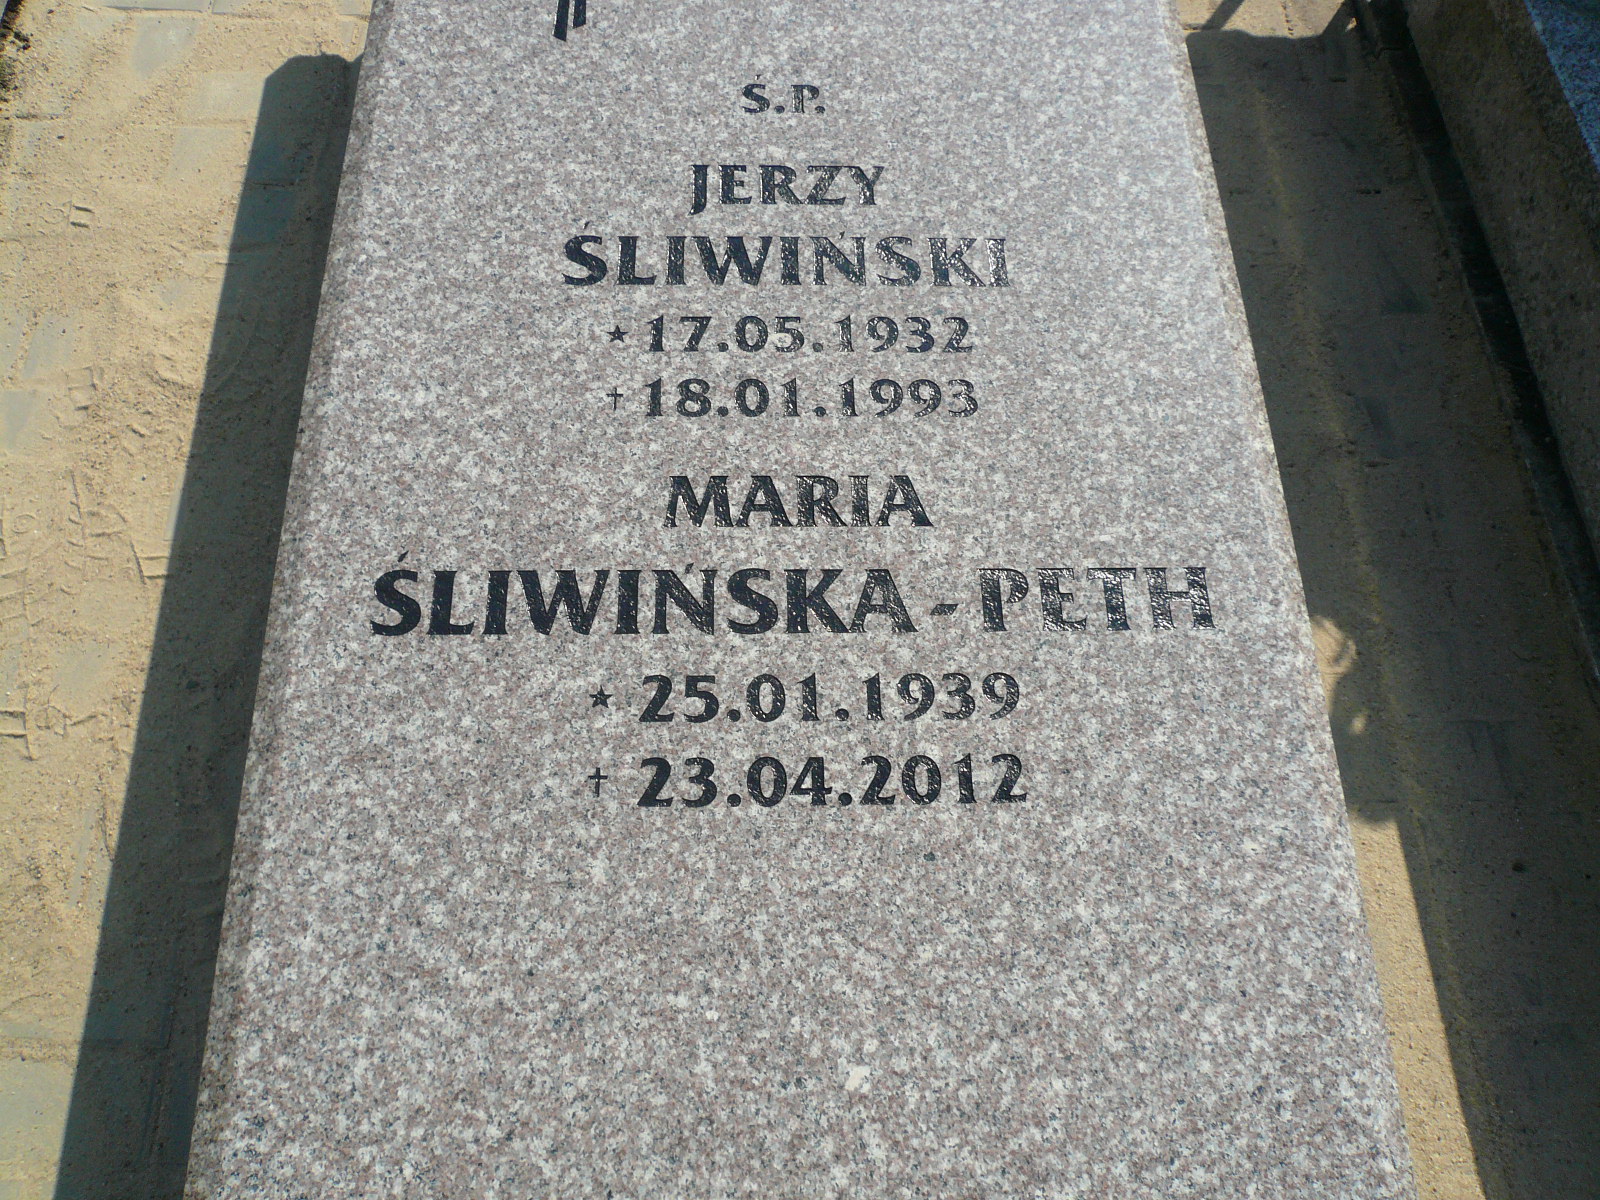 Ś.P.
JERZY
ŚLIWIŃSKI
★ 17.05.1932
† 18.01.1993
MARIA
ŚLIWIŃSKA - PETH
★ 25.01.1939
† 23.04.2012